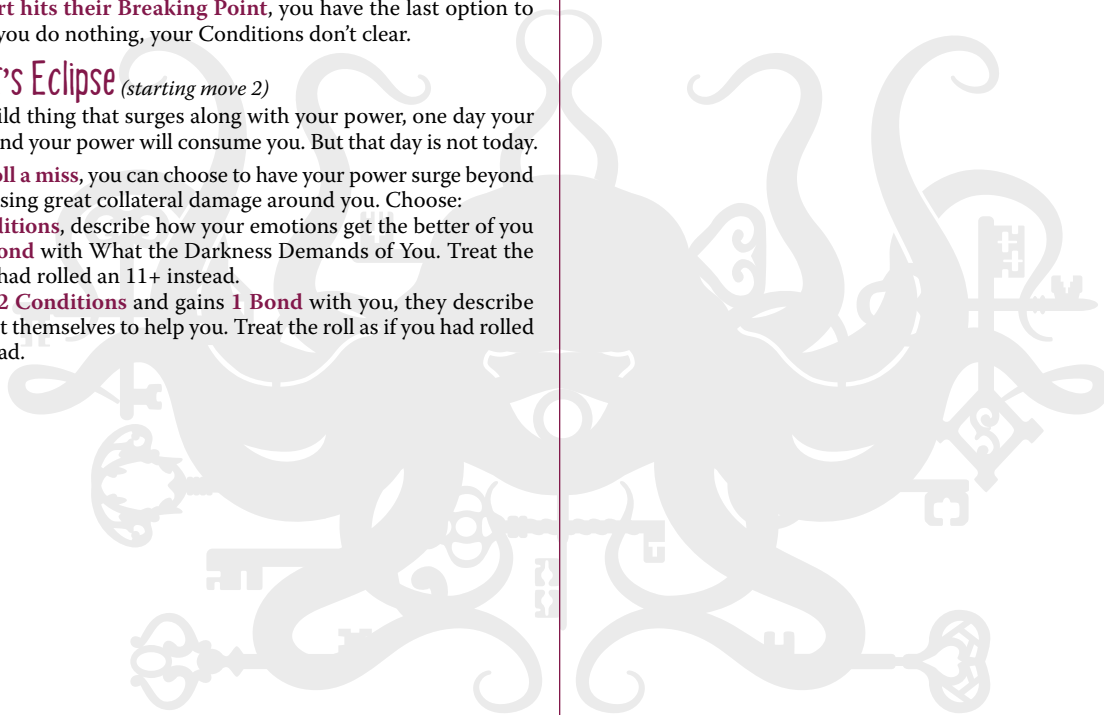 rt hits their Breaking Point, you have the last option to
you do nothing, your Conditions don’t clear.
’s Eclipse (starting move 2)
ild thing that surges along with your power, one day your
nd your power will consume you. But that day is not today.
oll a miss, you can choose to have your power surge beyond
sing great collateral damage around you. Choose:
ditions, describe how your emotions get the better of you
ond with What the Darkness Demands of You. Treat the
had rolled an 11+ instead.
2 Conditions and gains 1 Bond with you, they describe
t themselves to help you. Treat the roll as if you had rolled
ad.